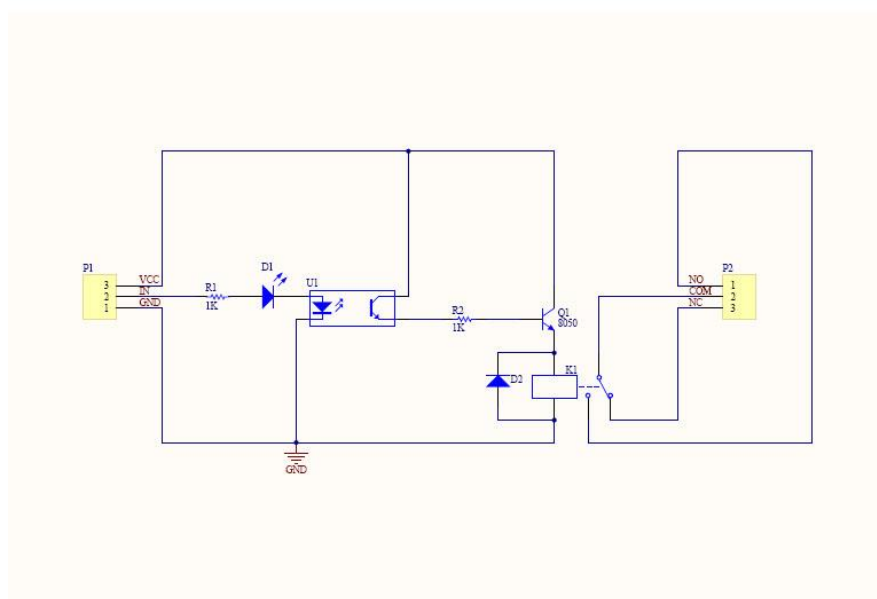 P1
3 VCC
2 IN
1 GND
R1
1K
D1
U1
R2
1K
Q1
8050
D2
K1
GND
P2
NO 1
COM 2
NC 3